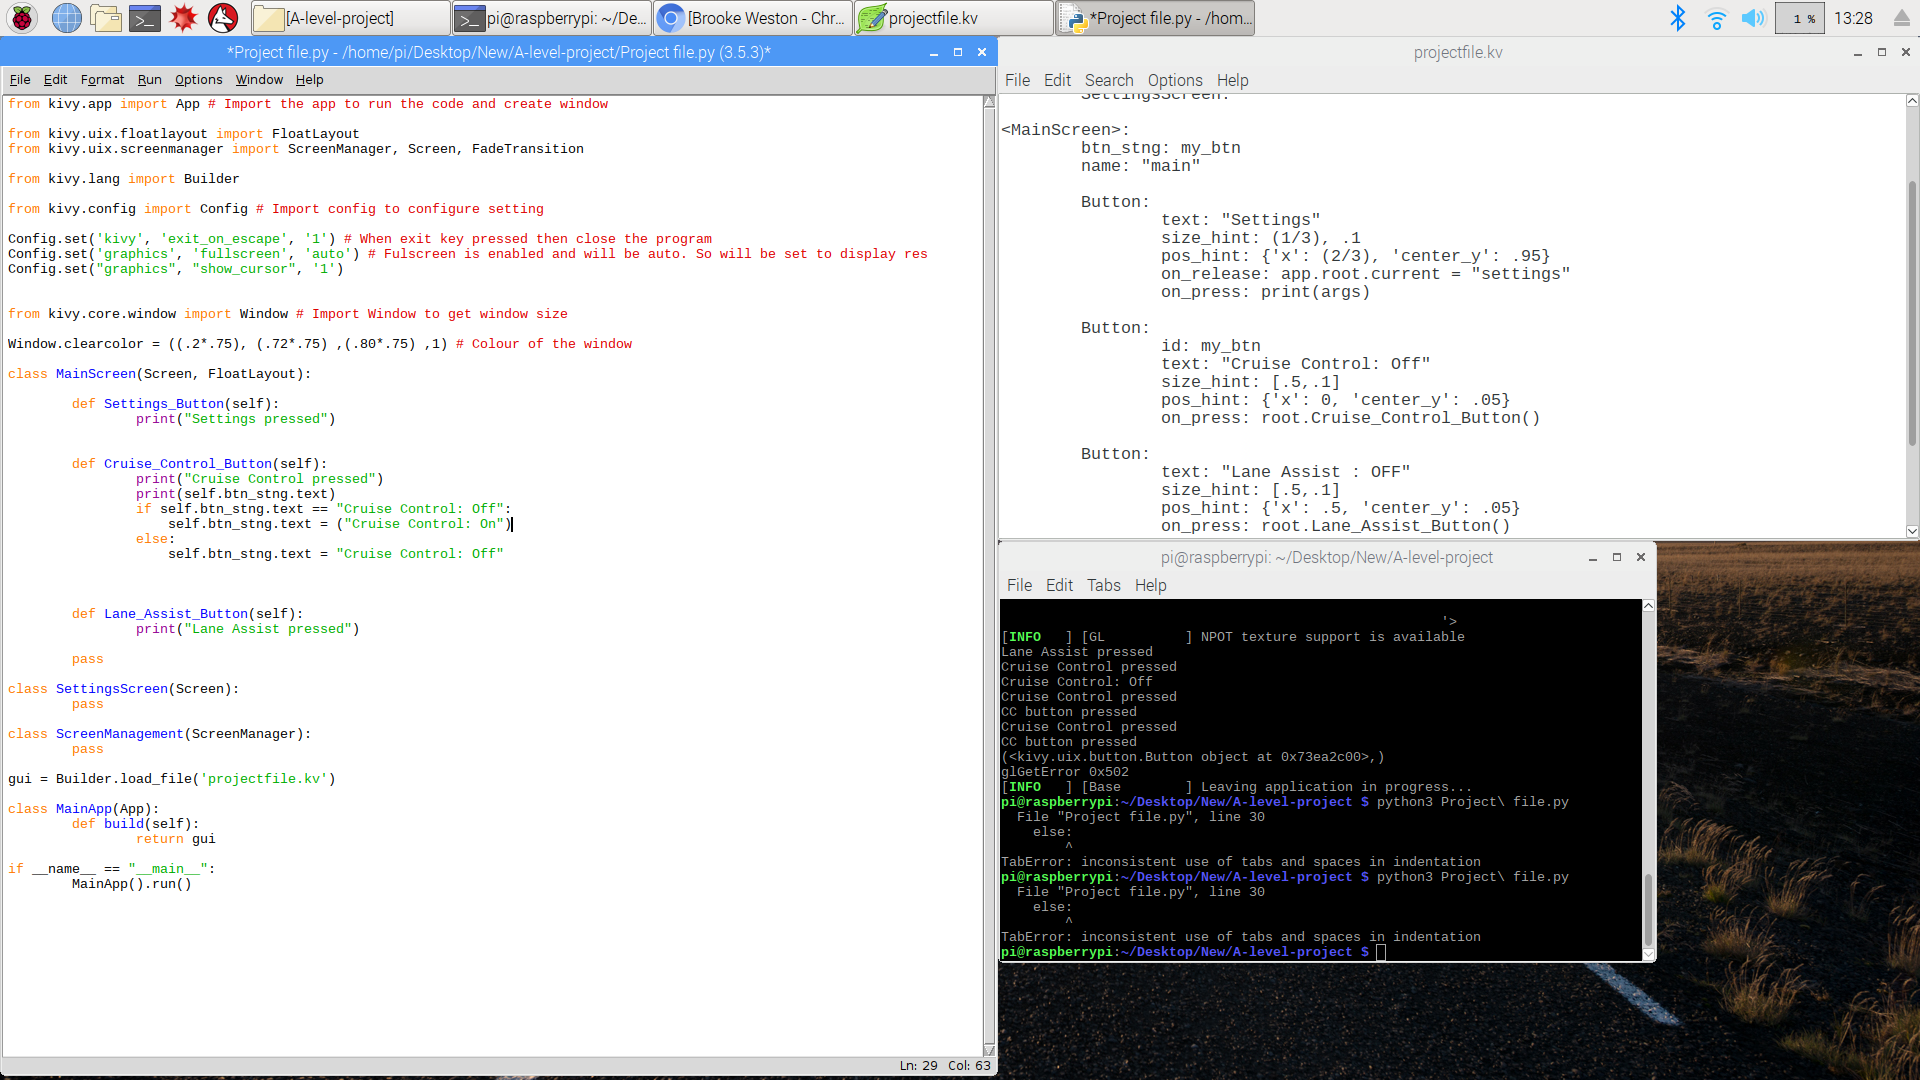 [A-level-project]
pi@raspberrypi: ~/De...
[Brooke Weston - Chr...
projectfile.kv
*Project file.py - /hom...
1 %
13:28
*Project file.py - /home/pi/Desktop/New/A-level-project/Project file.py (3.5.3)*
File Edit Format Run Options Window Help
from kivy.app import App # Import the app to run the code and create window
from kivy.uix.floatlayout import FloatLayout
from kivy.uix.screenmanager import ScreenManager, Screen, FadeTransition
from kivy.lang import Builder
from kivy.config import Config # Import config to configure setting
Config.set('kivy', 'exit_on_escape', '1') # When exit key pressed then close the program
Config.set('graphics', 'fullscreen', 'auto') # Fulscreen is enabled and will be auto. So will be set to display res
Config.set("graphics", "show_cursor", '1')
from kivy.core.window import Window # Import Window to get window size
Window.clearcolor = ((.2*.75), (.72*.75) ,(.80*.75) ,1) # Colour of the window
class MainScreen(Screen, FloatLayout):
def Settings_Button(self):
print("Settings pressed")
def Cruise_Control_Button(self):
print("Cruise Control pressed")
print(self.btn_stng.text)
if self.btn_stng.text == "Cruise Control: Off":
self.btn_stng.text = ("Cruise Control: On")
else:
self.btn_stng.text = "Cruise Control: Off"
def Lane_Assist_Button(self):
print("Lane Assist pressed")
pass
class SettingsScreen(Screen):
pass
class ScreenManagement(ScreenManager):
pass
gui = Builder.load_file('projectfile.kv')
class MainApp(App):
def build(self):
return gui
if __name__ == "__main__":
MainApp().run()
Ln: 29 Col: 63
projectfile.kv
File Edit Search Options Help
SettingsScreen:
<MainScreen>:
btn_stng: my_btn
name: "main"
Button:
text: "Settings"
size_hint: (1/3), .1
pos_hint: {'x': (2/3), 'center_y': .95}
on_release: app.root.current = "settings"
on_press: print(args)
Button:
id: my_btn
text: "Cruise Control: Off"
size_hint: [.5,.1]
pos_hint: {'x': 0, 'center_y': .05}
on_press: root.Cruise_Control_Button()
Button:
text: "Lane Assist : OFF"
size_hint: [.5,.1]
pos_hint: {'x': .5, 'center_y': .05}
on_press: root.Lane_Assist_Button()
pi@raspberrypi: ~/Desktop/New/A-level-project
File Edit Tabs Help
'>
[INFO   ] [GL          ] NPOT texture support is available
Lane Assist pressed
Cruise Control pressed
Cruise Control: Off
Cruise Control pressed
CC button pressed
Cruise Control pressed
CC button pressed
(<kivy.uix.button.Button object at 0x73ea2c00>,)
glGetError 0x502
[INFO   ] [Base        ] Leaving application in progress...
pi@raspberrypi:~/Desktop/New/A-level-project $ python3 Project\ file.py
File "Project file.py", line 30
else:
^
TabError: inconsistent use of tabs and spaces in indentation
pi@raspberrypi:~/Desktop/New/A-level-project $ python3 Project\ file.py
File "Project file.py", line 30
else:
^
TabError: inconsistent use of tabs and spaces in indentation
pi@raspberrypi:~/Desktop/New/A-level-project $